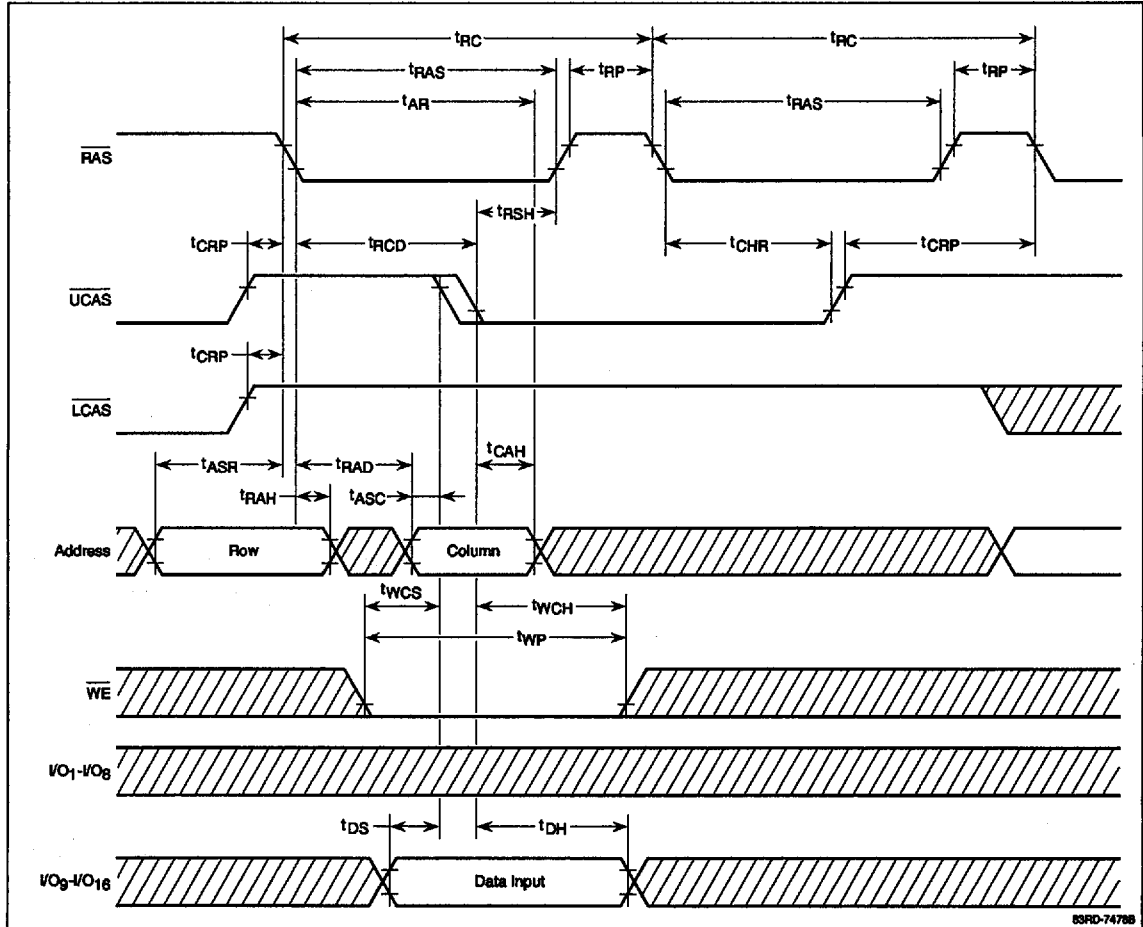 tRC tRC
tRAS tRP tRP
tAR tRAS
RAS
tRSH
tCRP tRCD tCHR tCRP
UCAS
tCRP
LCAS
tCAH
tASR tRAD
tRAH tASC
Address Row Column
tWCS tWCH
tWP
WE
I/O1-I/O8
tDS tDH
I/O9-I/O16 Data Input
83RD-7478B